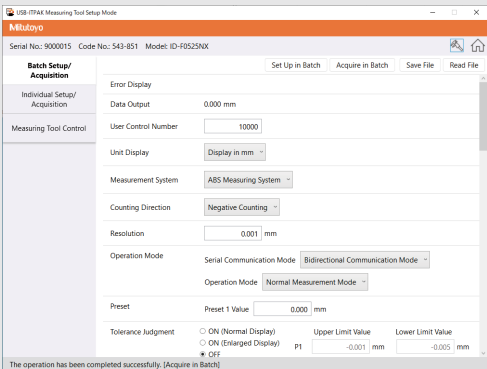 USB-ITPAK Measuring Tool Setup Mode
Mitutoyo
Serial No.: 9000015 Code No.: 543-851 Model: ID-F0525NX
Batch Setup/
Acquisition
Individual Setup/
Acquisition
Measuring Tool Control
Set Up in Batch Acquire in Batch Save File Read File
Error Display
Data Output 0.000 mm
User Control Number 10000
Unit Display Display in mm
Measurement System ABS Measuring System
Counting Direction Negative Counting
Resolution 0.001 mm
Operation Mode Serial Communication Mode Bidirectional Communication Mode
Operation Mode Normal Measurement Mode
Preset Preset 1 Value 0.000 mm
Tolerance Judgment ON (Normal Display) Upper Limit Value Lower Limit Value
ON (Enlarged Display) P1 -0.001 mm -0.005 mm
OFF
The operation has been completed successfully. [Acquire in Batch]